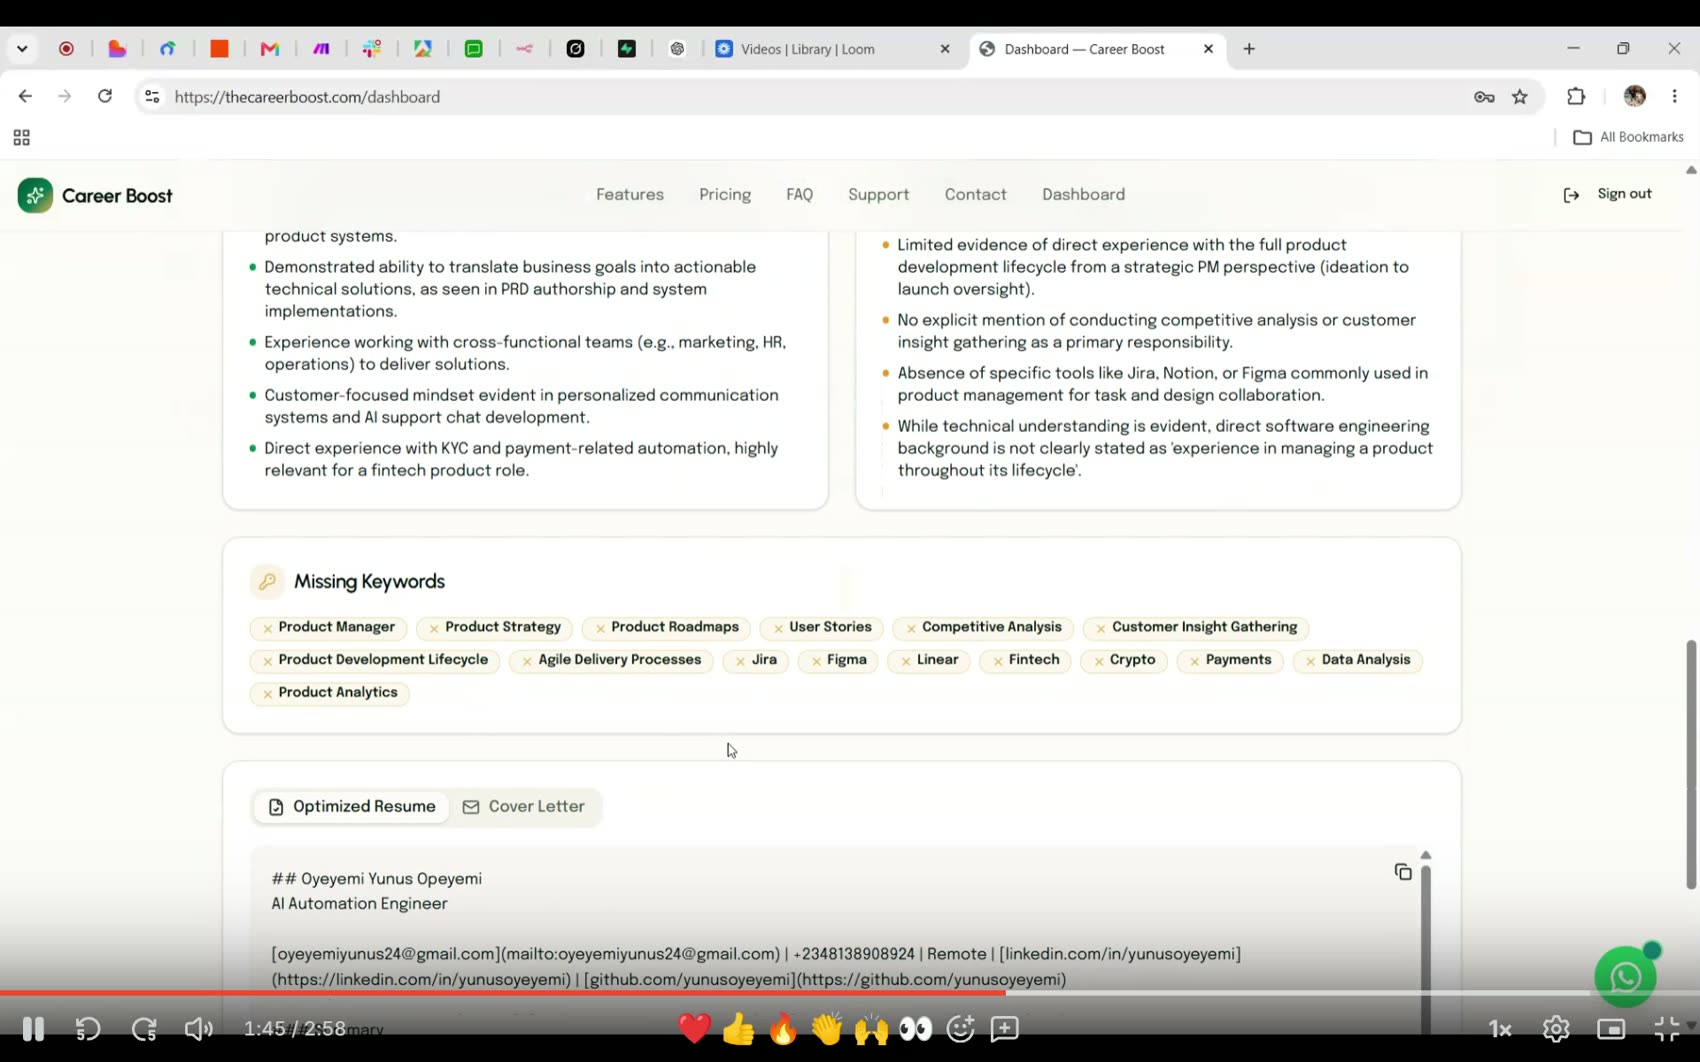 Videos | Library | Loom
Dashboard — Career Boost
https://thecareerboost.com/dashboard
All Bookmarks
Career Boost
Features
Pricing
FAQ
Support
Contact
Dashboard
Sign out
product systems.
Demonstrated ability to translate business goals into actionable
technical solutions, as seen in PRD authorship and system
implementations.
Experience working with cross-functional teams (e.g., marketing, HR,
operations) to deliver solutions.
Customer-focused mindset evident in personalized communication
systems and AI support chat development.
Direct experience with KYC and payment-related automation, highly
relevant for a fintech product role.
Limited evidence of direct experience with the full product
development lifecycle from a strategic PM perspective (ideation to
launch oversight).
No explicit mention of conducting competitive analysis or customer
insight gathering as a primary responsibility.
Absence of specific tools like Jira, Notion, or Figma commonly used in
product management for task and design collaboration.
While technical understanding is evident, direct software engineering
background is not clearly stated as 'experience in managing a product
throughout its lifecycle'.
Missing Keywords
× Product Manager × Product Strategy × Product Roadmaps × User Stories × Competitive Analysis × Customer Insight Gathering
× Product Development Lifecycle × Agile Delivery Processes × Jira × Figma × Linear × Fintech × Crypto × Payments × Data Analysis
× Product Analytics
Optimized Resume
Cover Letter
## Oyeyemi Yunus Opeyemi
AI Automation Engineer
[oyeyemiyunus24@gmail.com](mailto:oyeyemiyunus24@gmail.com) | +2348138908924 | Remote | [linkedin.com/in/yunusoyeyemi]
(https://linkedin.com/in/yunusoyeyemi) | [github.com/yunusoyeyemi](https://github.com/yunusoyeyemi)
5
5
1:45 / 2:58
1x